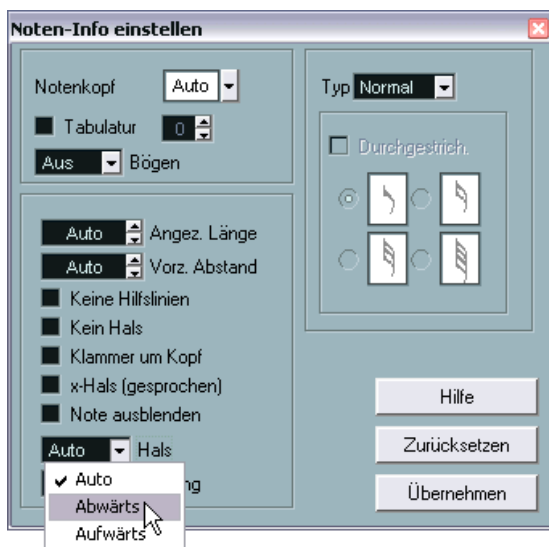 Noten-Info einstellen
Notenkopf Auto
Tabulatur 0
Aus Bögen
Typ Normal
Durchgestrich.
Auto Angez. Länge
Auto Vorz. Abstand
Keine Hilfslinien
Kein Hals
Klammer um Kopf
x-Hals (gesprochen)
Note ausblenden
Auto Hals
Auto
Abwärts
Aufwärts
Hilfe
Zurücksetzen
Übernehmen